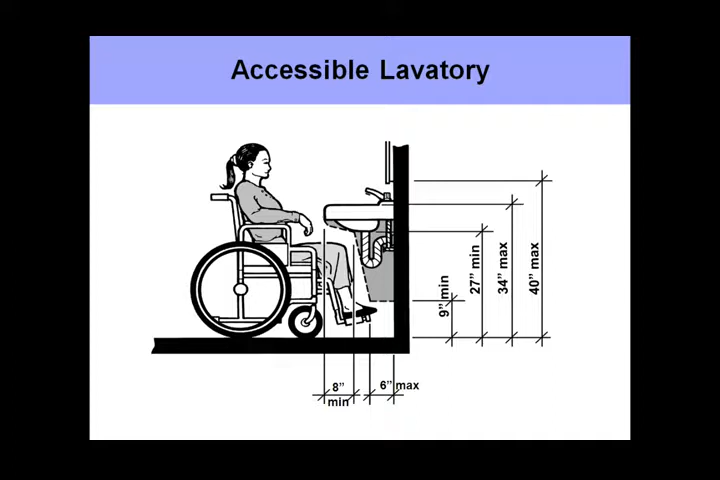 Accessible Lavatory
9” min
27” min
34” max
40” max
8”
min
6” max